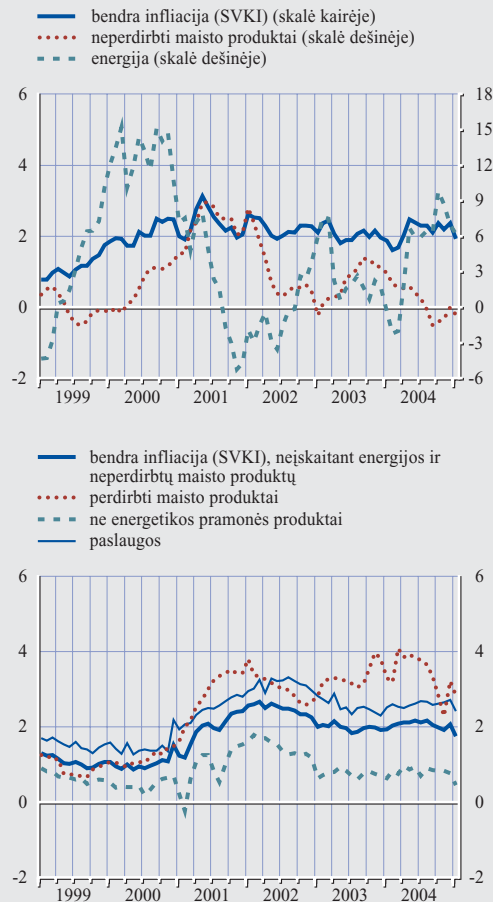 bendra infliacija (SVKI) (skalė kairėje)
neperdirbti maisto produktai (skalė dešinėje)
energija (skalė dešinėje)
6 18
15
4 12
9
2 6
3
0 0
-3
-2 -6
1999 2000 2001 2002 2003 2004
bendra infliacija (SVKI), neįskaitant energijos ir
neperdirbtų maisto produktų
perdirbti maisto produktai
ne energetikos pramonės produktai
paslaugos
6 6
4 4
2 2
0 0
-2 -2
1999 2000 2001 2002 2003 2004